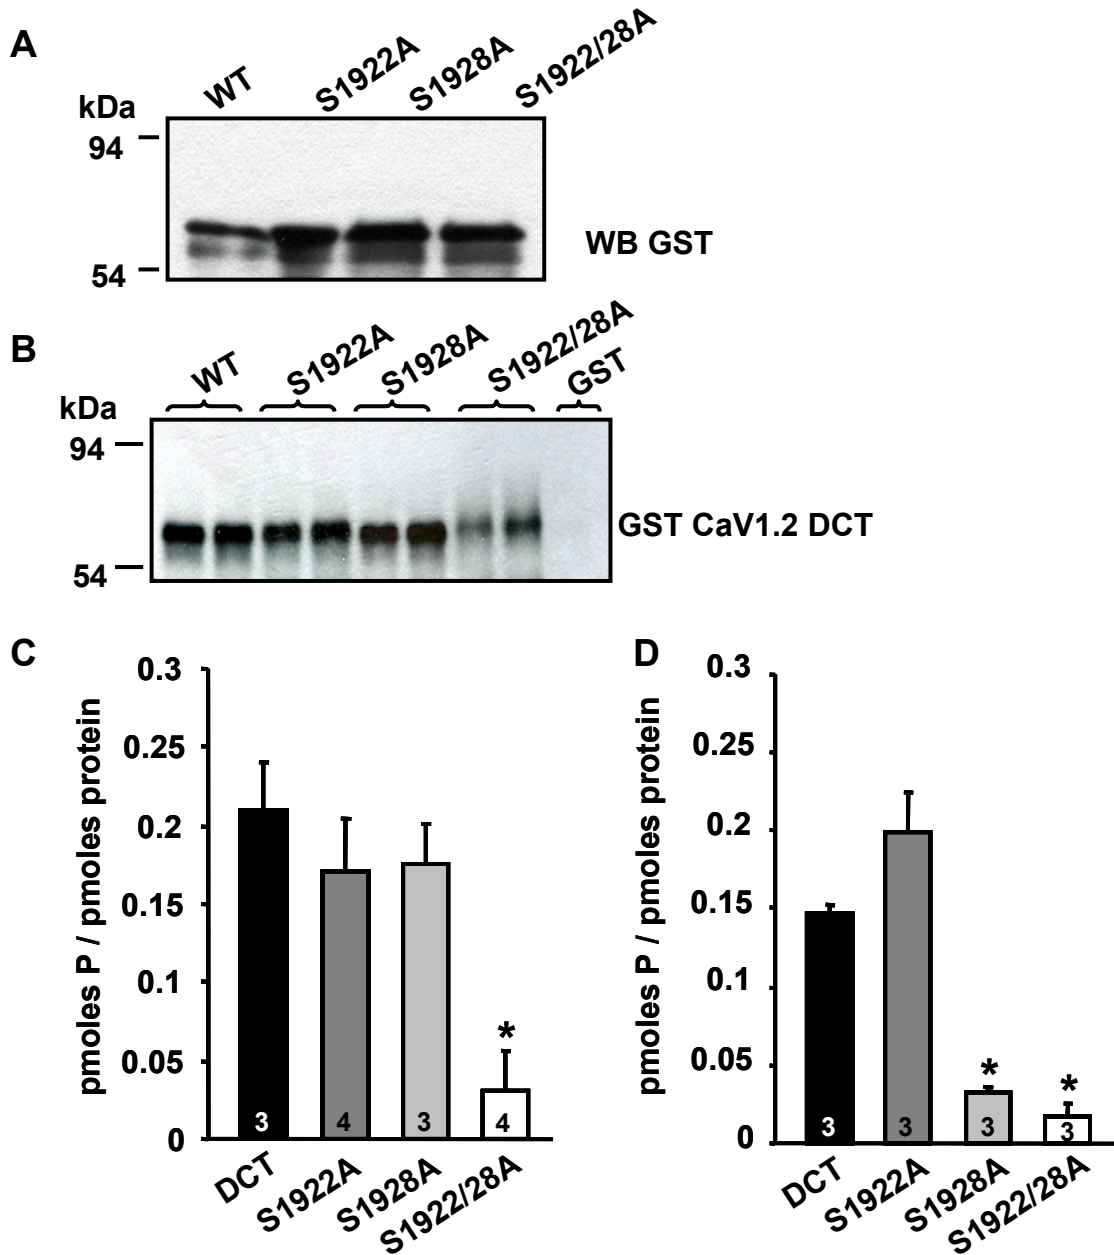 A
WT S1922A S1928A S1922/28A
kDa
94
54
WB GST
B
WT S1922A S1928A S1922/28A GST
kDa
94
54
GST CaV1.2 DCT
C
pmoles P / pmoles protein
0.3
0.25
0.2
0.15
0.1
0.05
0
*
3 4 3 4
DCT S1922A S1928A S1922/28A
D
pmoles P / pmoles protein
0.3
0.25
0.2
0.15
0.1
0.05
0
* *
3 3 3 3
DCT S1922A S1928A S1922/28A